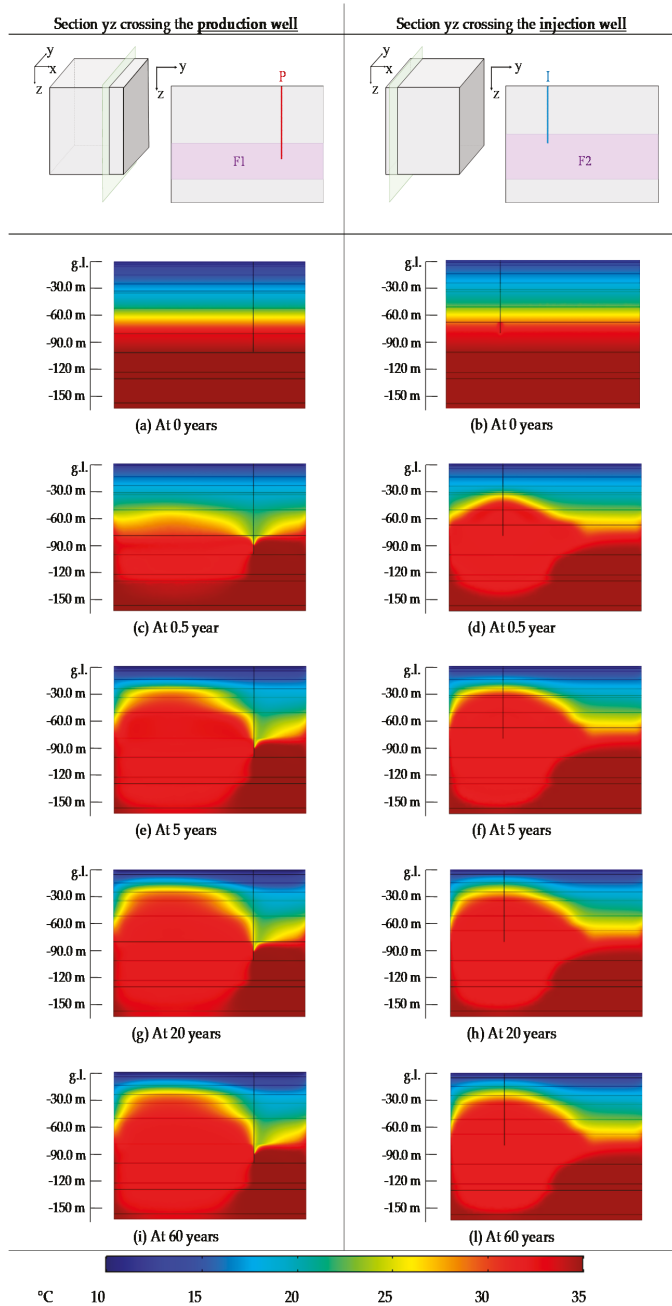 Section yz crossing the production well
Section yz crossing the injection well
y
x
z
y
z
P
F1
y
x
z
y
z
I
F2
g.l.
-30.0 m
-60.0 m
-90.0 m
-120 m
-150 m
(a) At 0 years
g.l.
-30.0 m
-60.0 m
-90.0 m
-120 m
-150 m
(b) At 0 years
g.l.
-30.0 m
-60.0 m
-90.0 m
-120 m
-150 m
(c) At 0.5 year
g.l.
-30.0 m
-60.0 m
-90.0 m
-120 m
-150 m
(d) At 0.5 year
g.l.
-30.0 m
-60.0 m
-90.0 m
-120 m
-150 m
(e) At 5 years
g.l.
-30.0 m
-60.0 m
-90.0 m
-120 m
-150 m
(f) At 5 years
g.l.
-30.0 m
-60.0 m
-90.0 m
-120 m
-150 m
(g) At 20 years
g.l.
-30.0 m
-60.0 m
-90.0 m
-120 m
-150 m
(h) At 20 years
g.l.
-30.0 m
-60.0 m
-90.0 m
-120 m
-150 m
(i) At 60 years
g.l.
-30.0 m
-60.0 m
-90.0 m
-120 m
-150 m
(l) At 60 years
°C 10 15 20 25 30 35